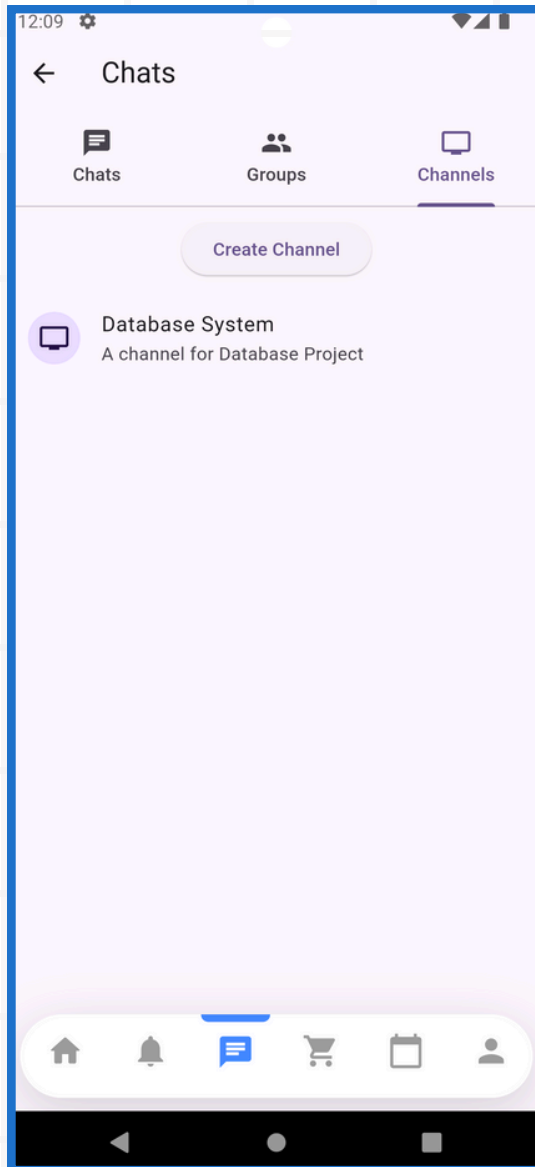 12:09
Chats
Chats
Groups
Channels
Create Channel
Database System
A channel for Database Project